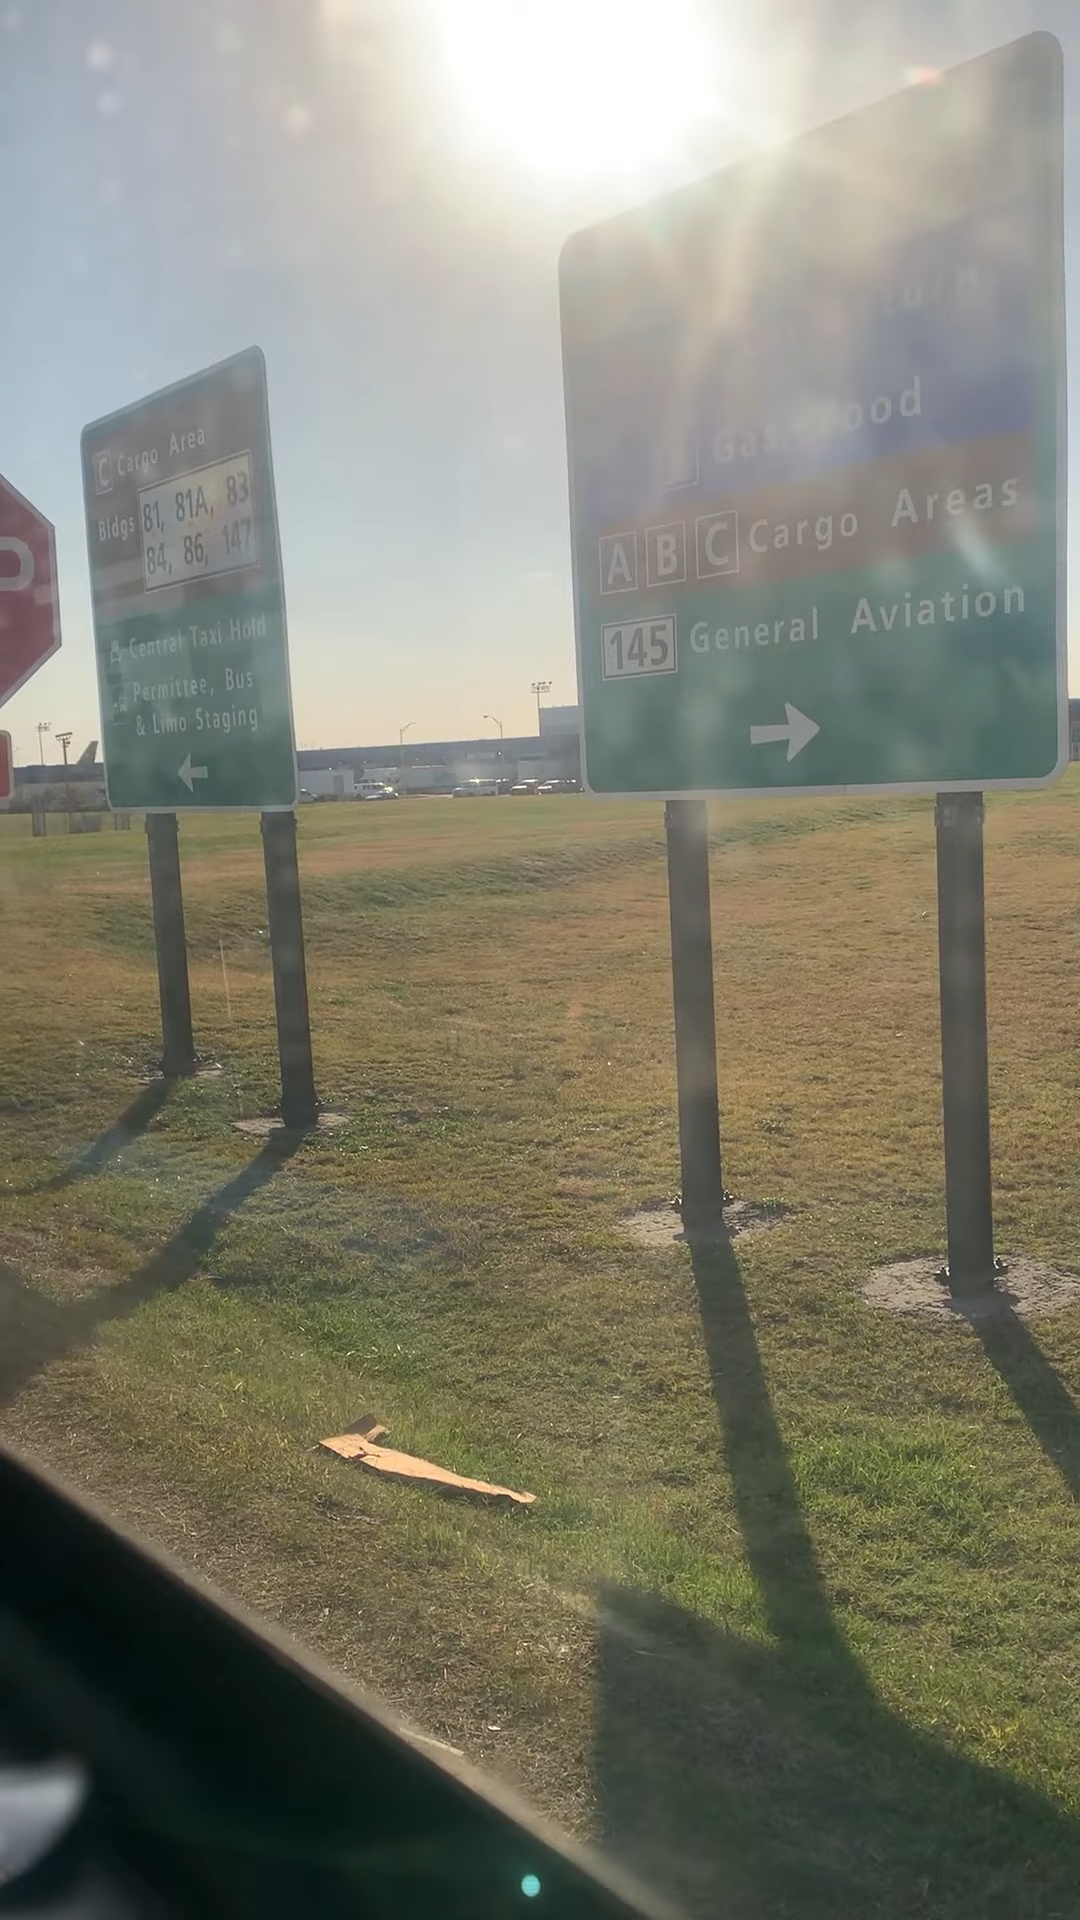 C Cargo Area
Bldgs 81, 81A, 83
84, 86, 147
Central Taxi Hold
Permittee, Bus
& Limo Staging
Gas
A B C Cargo Areas
145 General Aviation